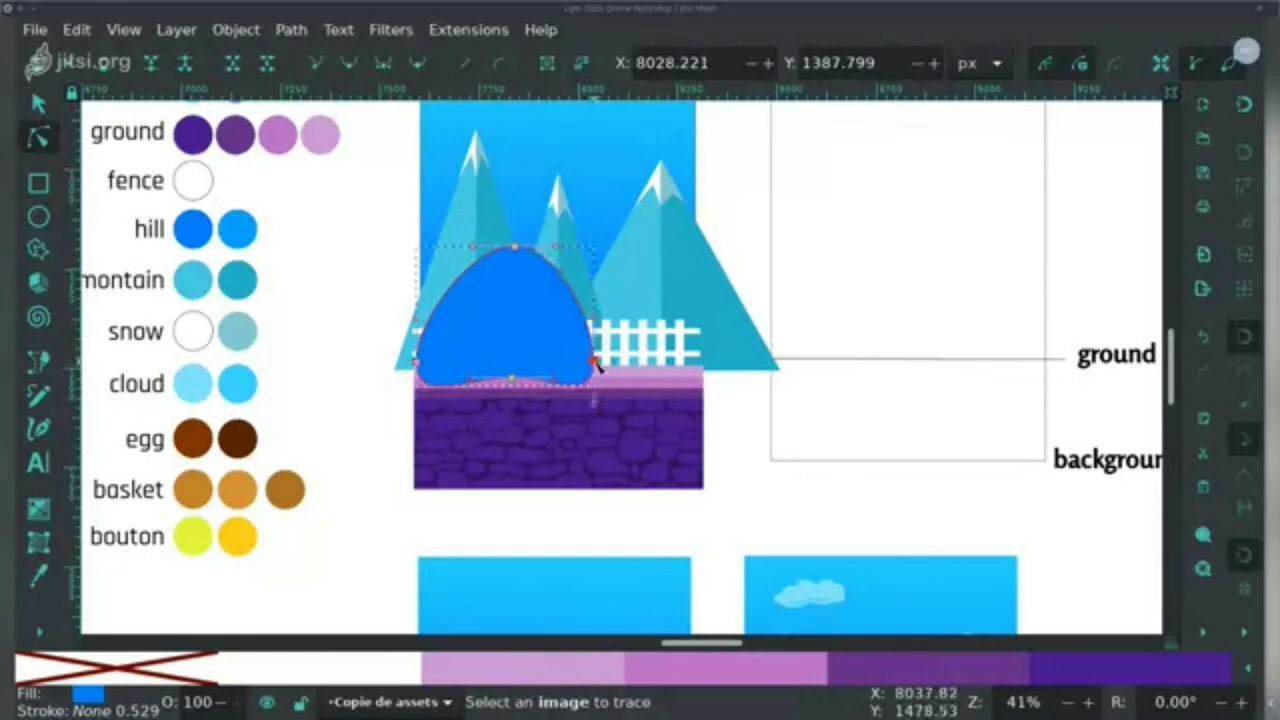 File Edit View Layer Object Path Text Filters Extensions Help
jitsi.org
X: 8028.221
Y: 1387.799
px
ground
fence
hill
montain
snow
cloud
egg
basket
bouton
ground
backgrour
Fill:
Stroke: None 0.529
O: 100
•Copie de assets
Select an image to trace
X: 8037.82
Y: 1478.53
Z: 41%
R: 0.00°